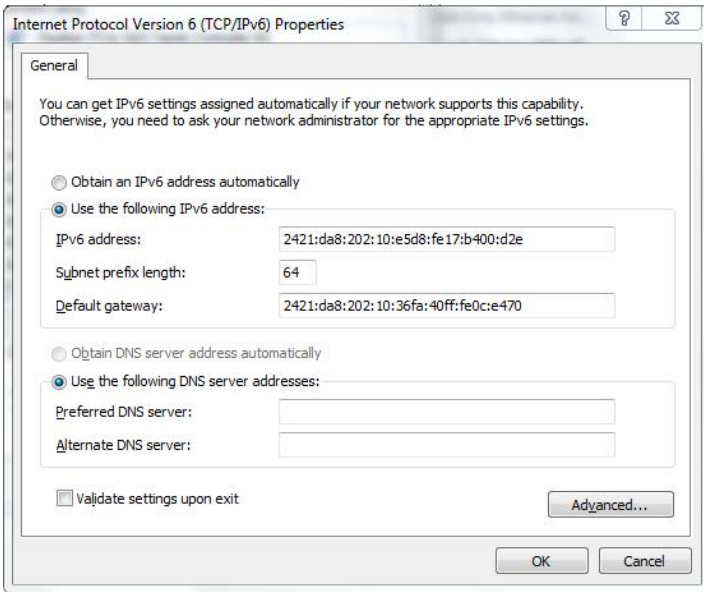 Internet Protocol Version 6 (TCP/IPv6) Properties
General
You can get IPv6 settings assigned automatically if your network supports this capability.
Otherwise, you need to ask your network administrator for the appropriate IPv6 settings.
Obtain an IPv6 address automatically
Use the following IPv6 address:
IPv6 address: 2421:da8:202:10:e5d8:fe17:b400:d2e
Subnet prefix length: 64
Default gateway: 2421:da8:202:10:36fa:40ff:fe0c:e470
Obtain DNS server address automatically
Use the following DNS server addresses:
Preferred DNS server:
Alternate DNS server:
Validate settings upon exit
Advanced...
OK Cancel